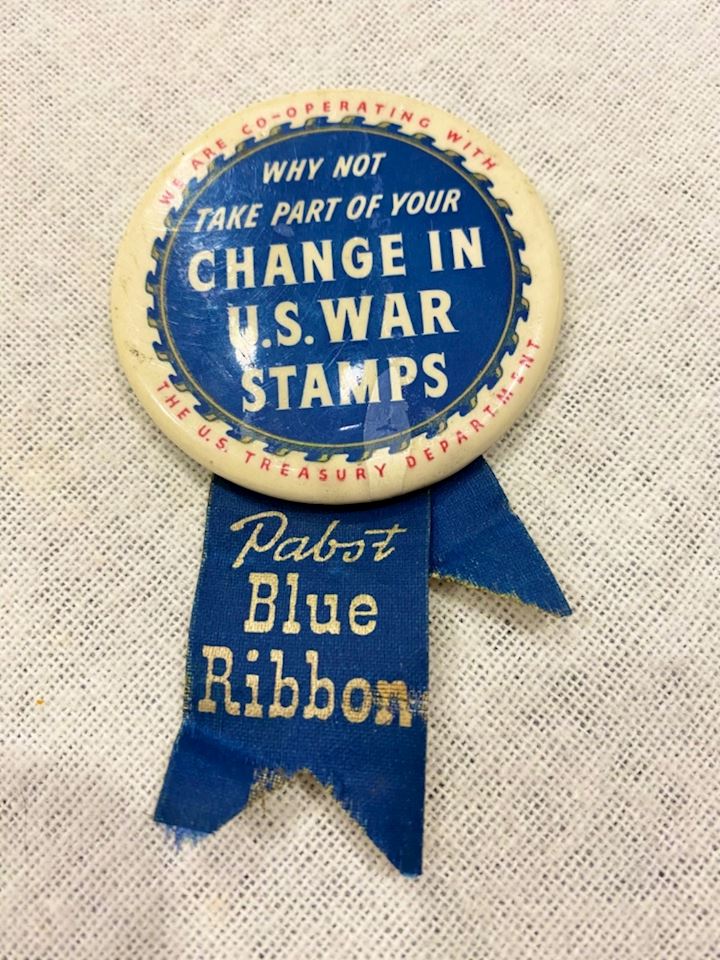 WE ARE CO-OPERATING WITH
WHY NOT
TAKE PART OF YOUR
CHANGE IN
U.S. WAR
STAMPS
THE U.S. TREASURY DEPARTMENT
Pabst
Blue
Ribbon